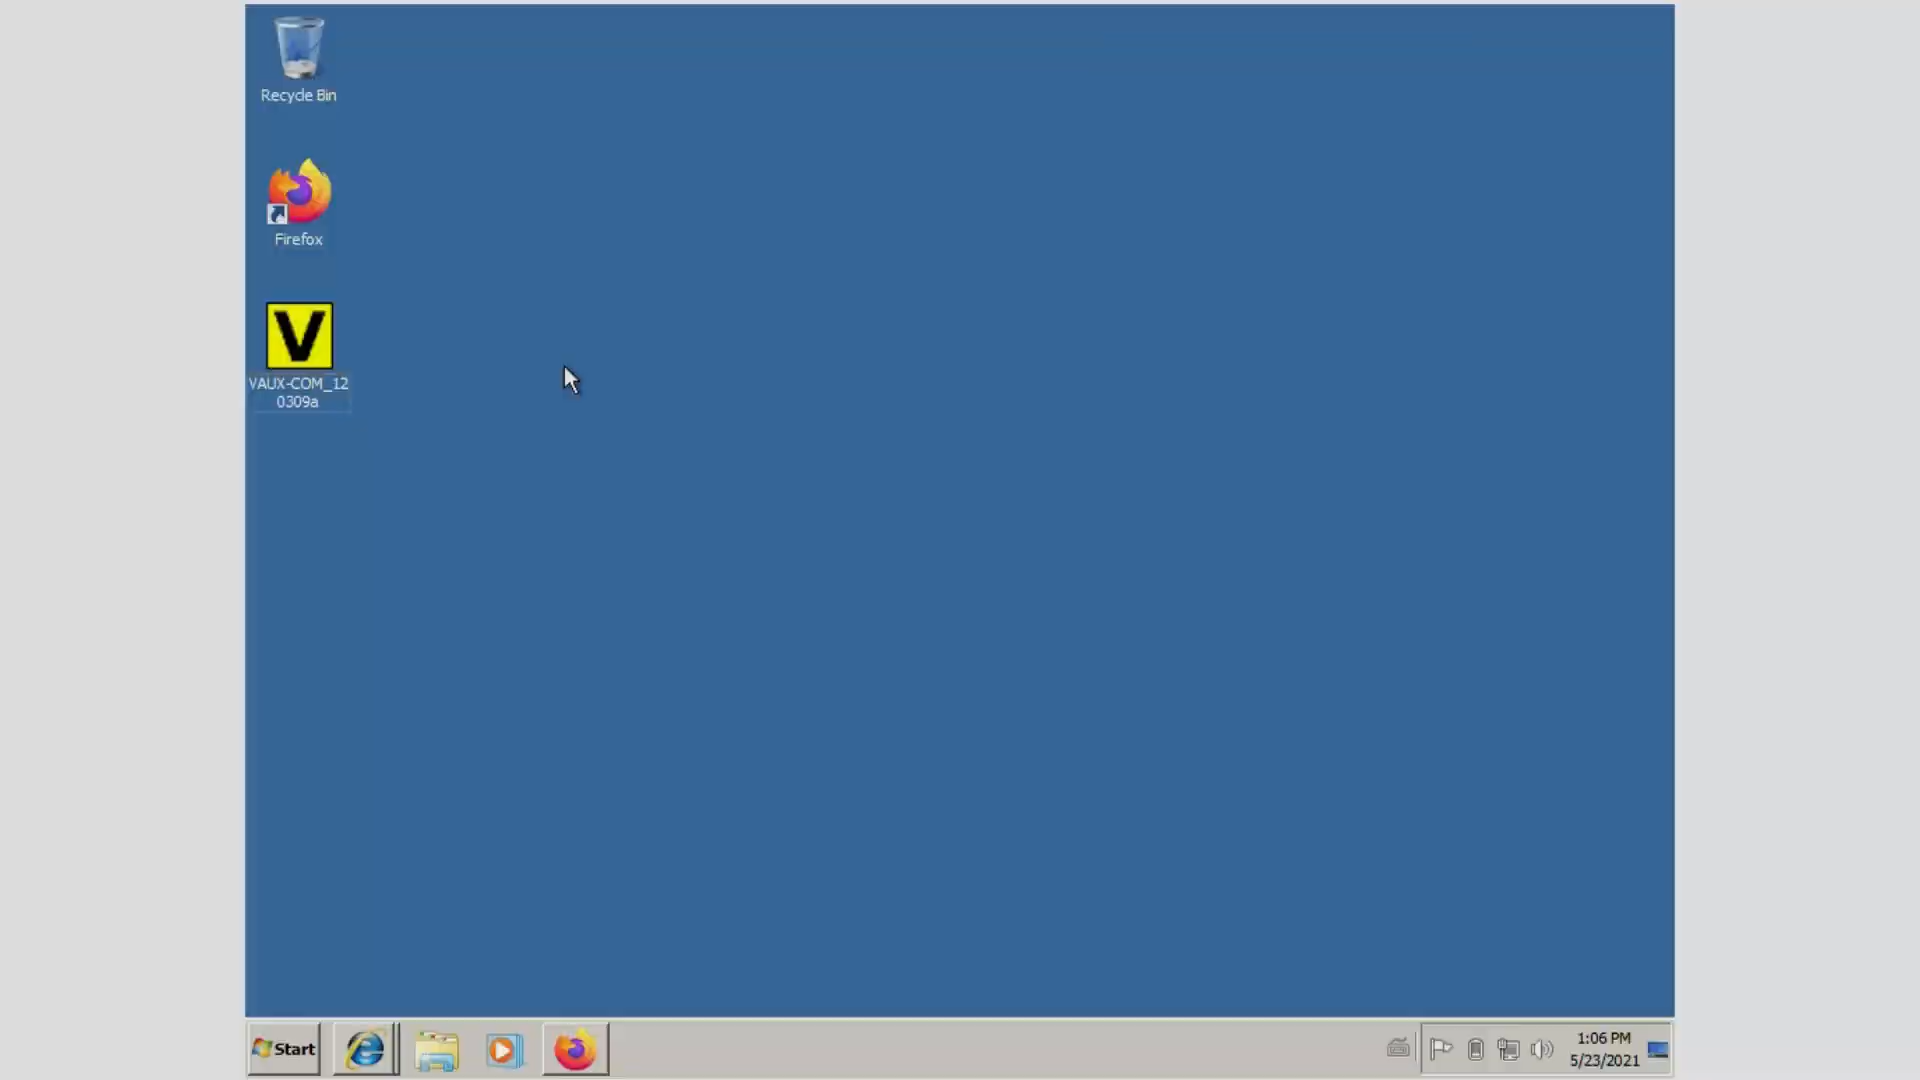 Recycle Bin
Firefox
V
VAUX-COM_12
0309a
Start
1:06 PM
5/23/2021